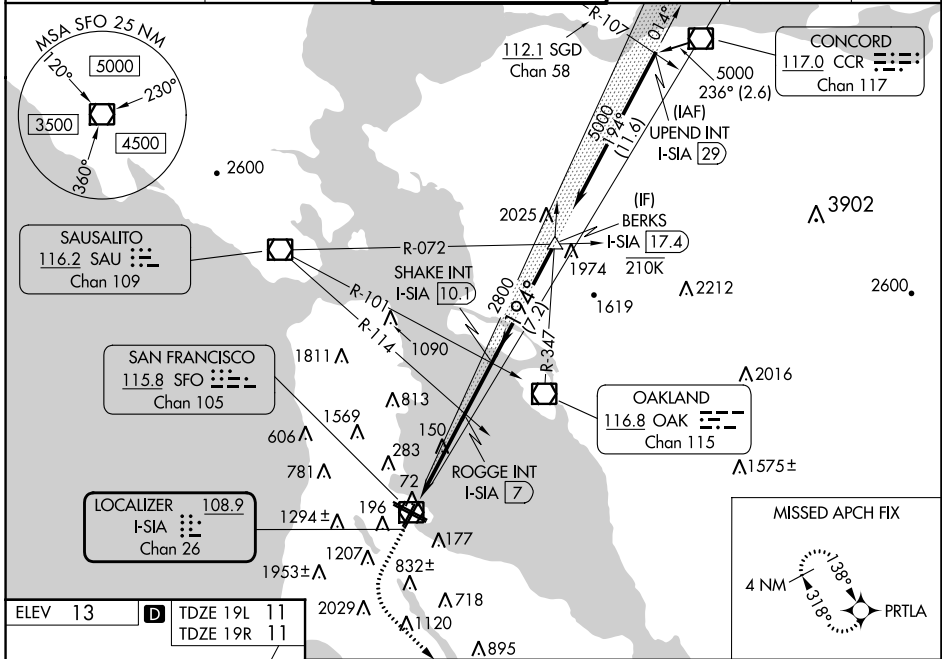 MSA SFO 25 NM
120°
5000
230°
3500
4500
360°
R-107
014°
112.1 SGD
Chan 58
CONCORD
117.0 CCR
Chan 117
5000
236° (2.6)
(IAF)
UPEND INT
I-SIA 29
5000
194°
(11.6)
2600
2025
(IF)
BERKS
I-SIA 17.4
210K
3902
SAUSALITO
116.2 SAU
Chan 109
R-072
1974
SHAKE INT
I-SIA 10.1
2800
194°
(7.2)
1619
2212
2600
R-101
R-114
R-347
1090
1811
SAN FRANCISCO
115.8 SFO
Chan 105
813
2016
OAKLAND
116.8 OAK
Chan 115
1569
606
150
283
781
ROGGE INT
I-SIA 7
1575±
72
LOCALIZER 108.9
I-SIA
Chan 26
196
1294±
177
1207
1953±
832±
718
2029
1120
895
MISSED APCH FIX
4 NM
138°
318°
PRTLA
ELEV 13
D
TDZE 19L 11
TDZE 19R 11